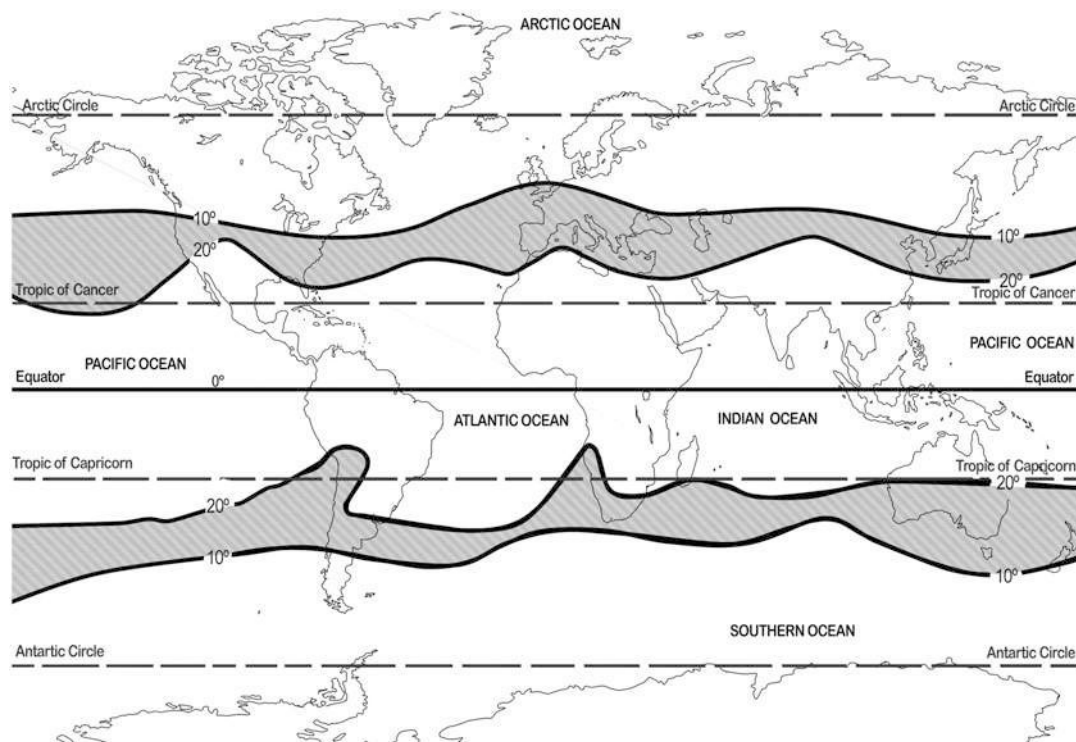 ARCTIC OCEAN
Arctic Circle Arctic Circle
10º 10º
20º 20º
Tropic of Cancer Tropic of Cancer
PACIFIC OCEAN PACIFIC OCEAN
Equator 0º Equator
ATLANTIC OCEAN INDIAN OCEAN
Tropic of Capricorn Tropic of Capricorn
20º 20º
10º 10º
SOUTHERN OCEAN
Antartic Circle Antarctic Circle